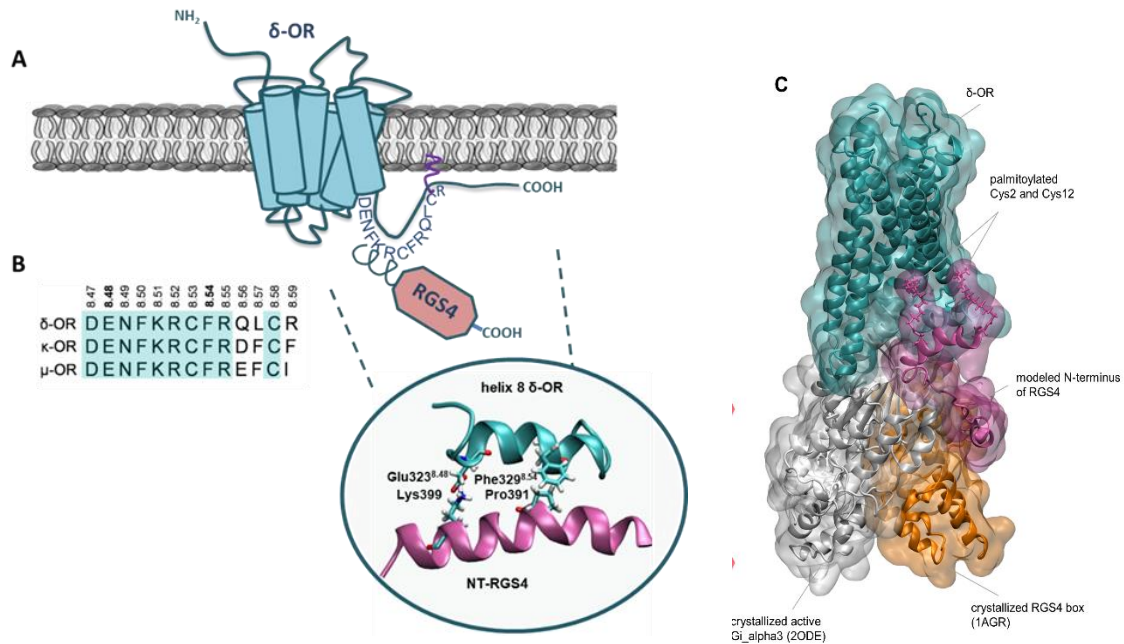 A
NH2
δ-OR
COOH
DENFKRCFRQLCR
RGS4
COOH
B
8.47 8.48 8.49 8.50 8.51 8.52 8.53 8.54 8.55 8.56 8.57 8.58 8.59
δ-OR D E N F K R C F R Q L C R
κ-OR D E N F K R C F R D F C F
μ-OR D E N F K R C F R E F C I
helix 8 δ-OR
Glu323^8.48 Phe329^8.54
Lys399 Pro391
NT-RGS4
C
δ-OR
palmitoylated
Cys2 and Cys12
modeled N-terminus
of RGS4
crystallized RGS4 box
(1AGR)
crystallized active
Gi_alpha3 (2ODE)